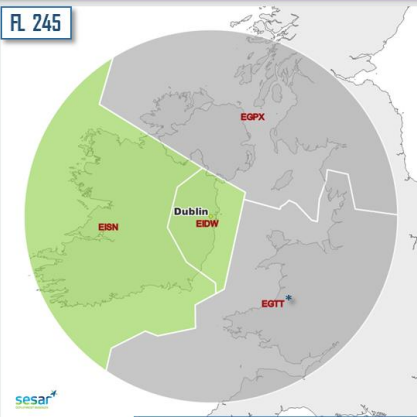 FL 245
EGPX
Dublin
EIDW
EISN
EGTT *
sesar